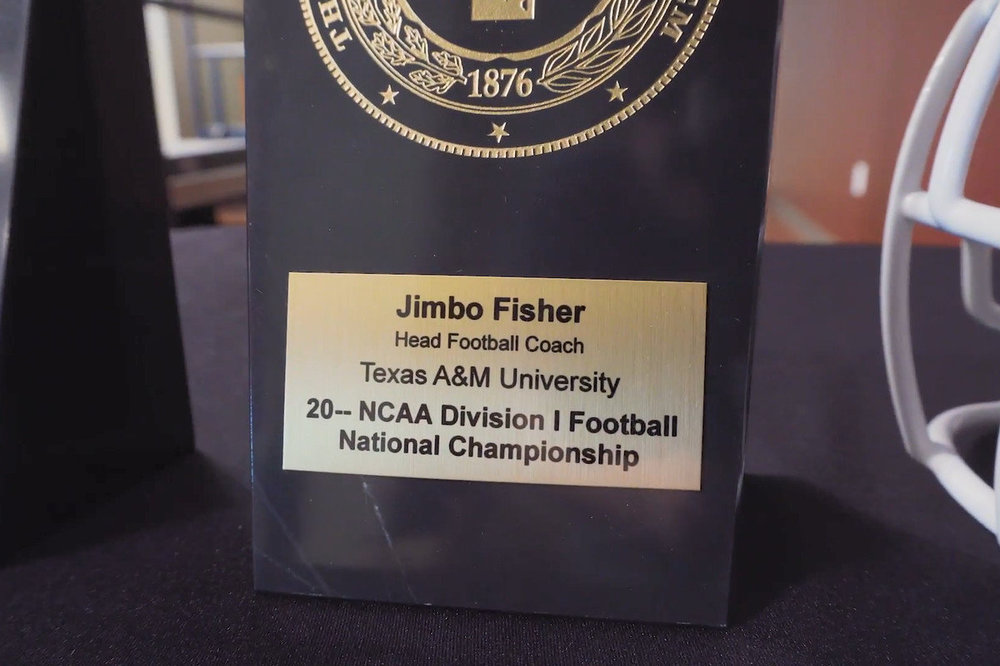 1876
Jimbo Fisher
Head Football Coach
Texas A&M University
20-- NCAA Division I Football
National Championship